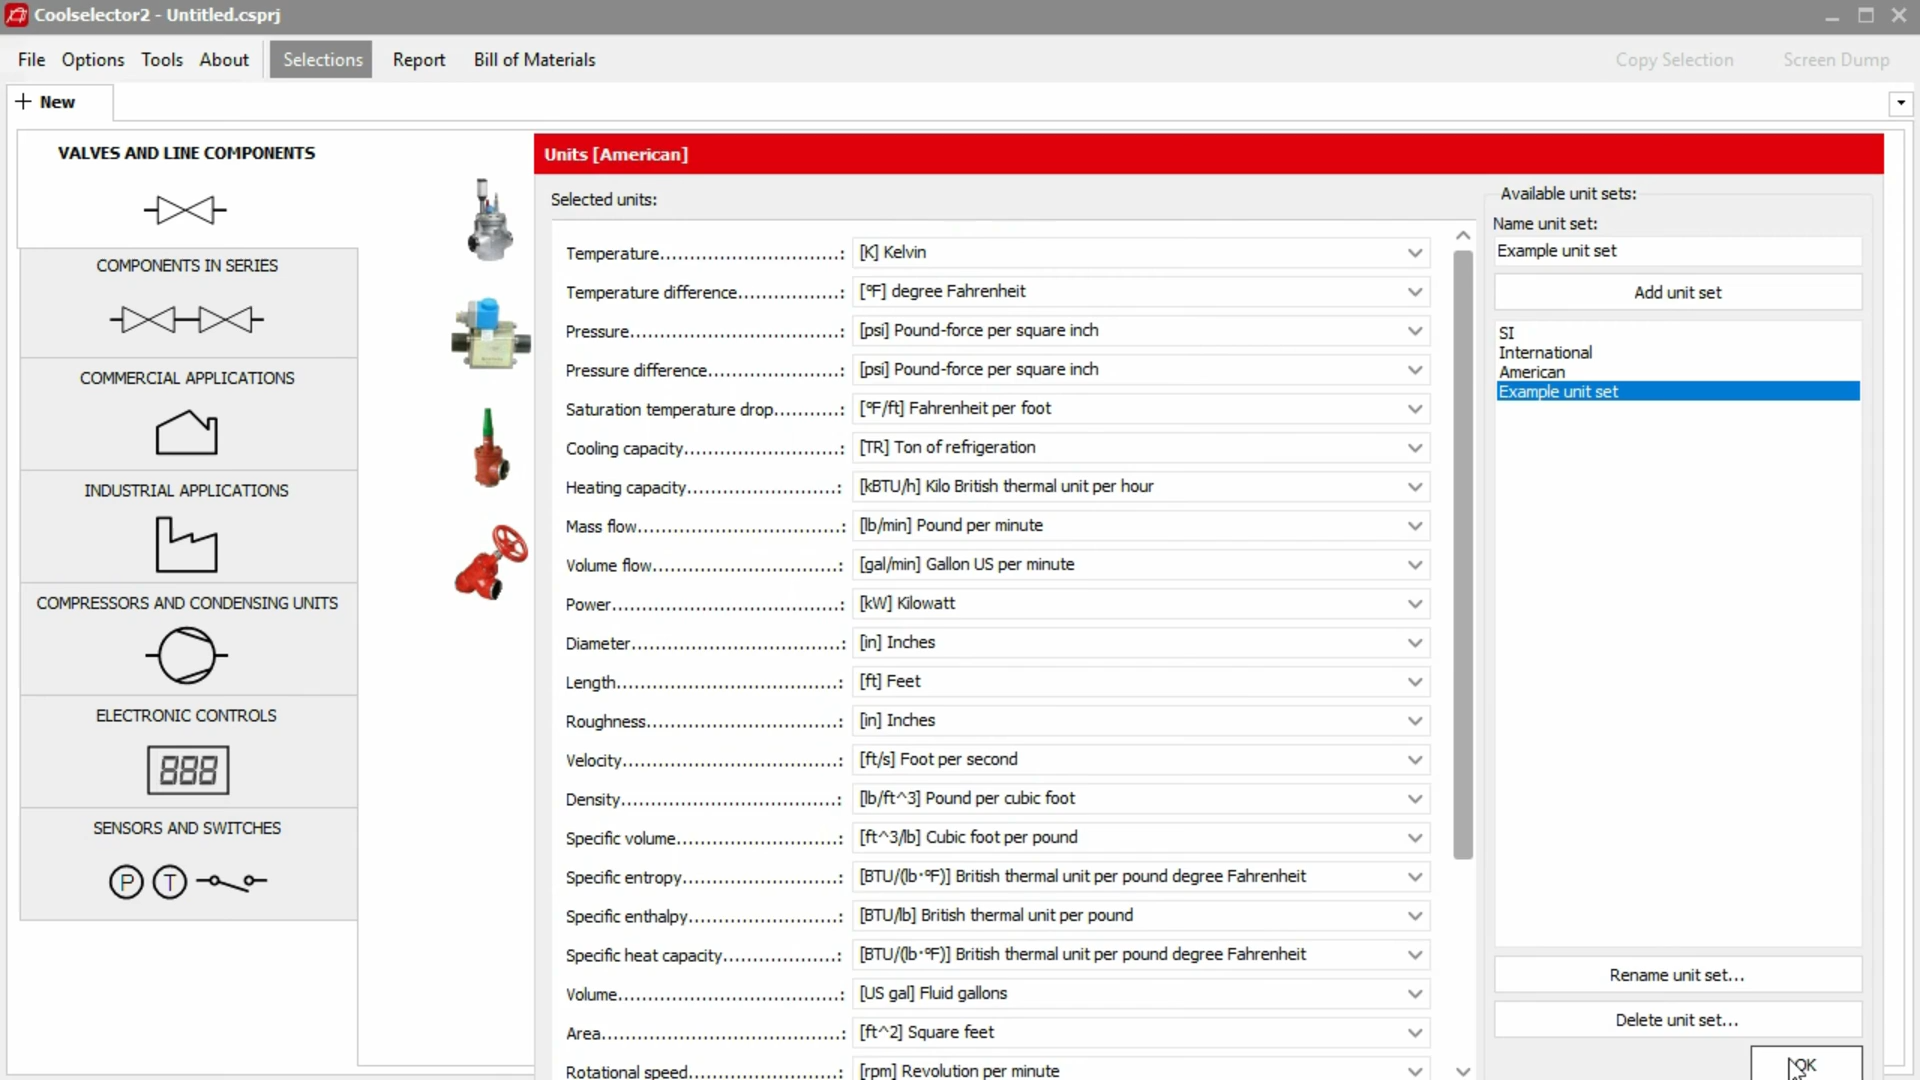 Coolselector2 - Untitled.csprj
File Options Tools About Selections Report Bill of Materials Copy Selection Screen Dump
+ New
VALVES AND LINE COMPONENTS
COMPONENTS IN SERIES
COMMERCIAL APPLICATIONS
INDUSTRIAL APPLICATIONS
COMPRESSORS AND CONDENSING UNITS
ELECTRONIC CONTROLS
888
SENSORS AND SWITCHES
P T
Units [American]
Selected units:
Temperature..............................: [K] Kelvin
Temperature difference.................: [°F] degree Fahrenheit
Pressure...................................: [psi] Pound-force per square inch
Pressure difference......................: [psi] Pound-force per square inch
Saturation temperature drop...........: [°F/ft] Fahrenheit per foot
Cooling capacity..........................: [TR] Ton of refrigeration
Heating capacity.........................: [kBTU/h] Kilo British thermal unit per hour
Mass flow..................................: [lb/min] Pound per minute
Volume flow...............................: [gal/min] Gallon US per minute
Power......................................: [kW] Kilowatt
Diameter...................................: [in] Inches
Length.....................................: [ft] Feet
Roughness.................................: [in] Inches
Velocity....................................: [ft/s] Foot per second
Density....................................: [lb/ft^3] Pound per cubic foot
Specific volume..........................: [ft^3/lb] Cubic foot per pound
Specific entropy.........................: [BTU/(lb·°F)] British thermal unit per pound degree Fahrenheit
Specific enthalpy........................: [BTU/lb] British thermal unit per pound
Specific heat capacity..................: [BTU/(lb·°F)] British thermal unit per pound degree Fahrenheit
Volume.....................................: [US gal] Fluid gallons
Area........................................: [ft^2] Square feet
Rotational speed.........................: [rpm] Revolution per minute
Available unit sets:
Name unit set:
Example unit set
Add unit set
SI
International
American
Example unit set
Rename unit set...
Delete unit set...
OK